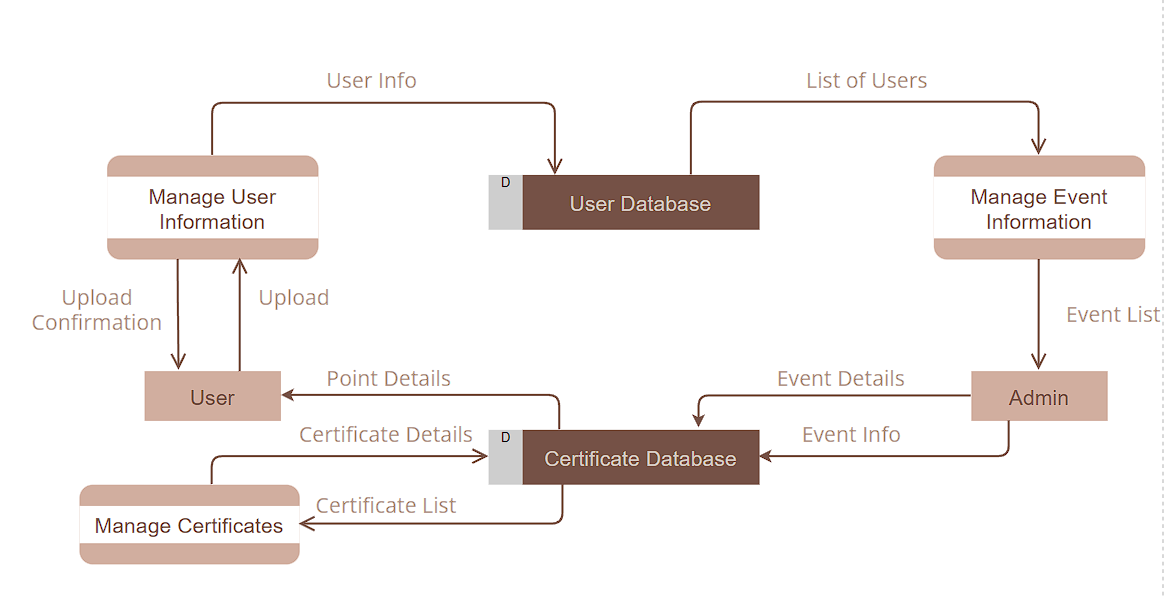 User Info
List of Users
D
User Database
Manage User
Information
Manage Event
Information
Upload
Confirmation
Upload
Event List
User
Point Details
Event Details
Admin
Certificate Details
D
Certificate Database
Event Info
Certificate List
Manage Certificates